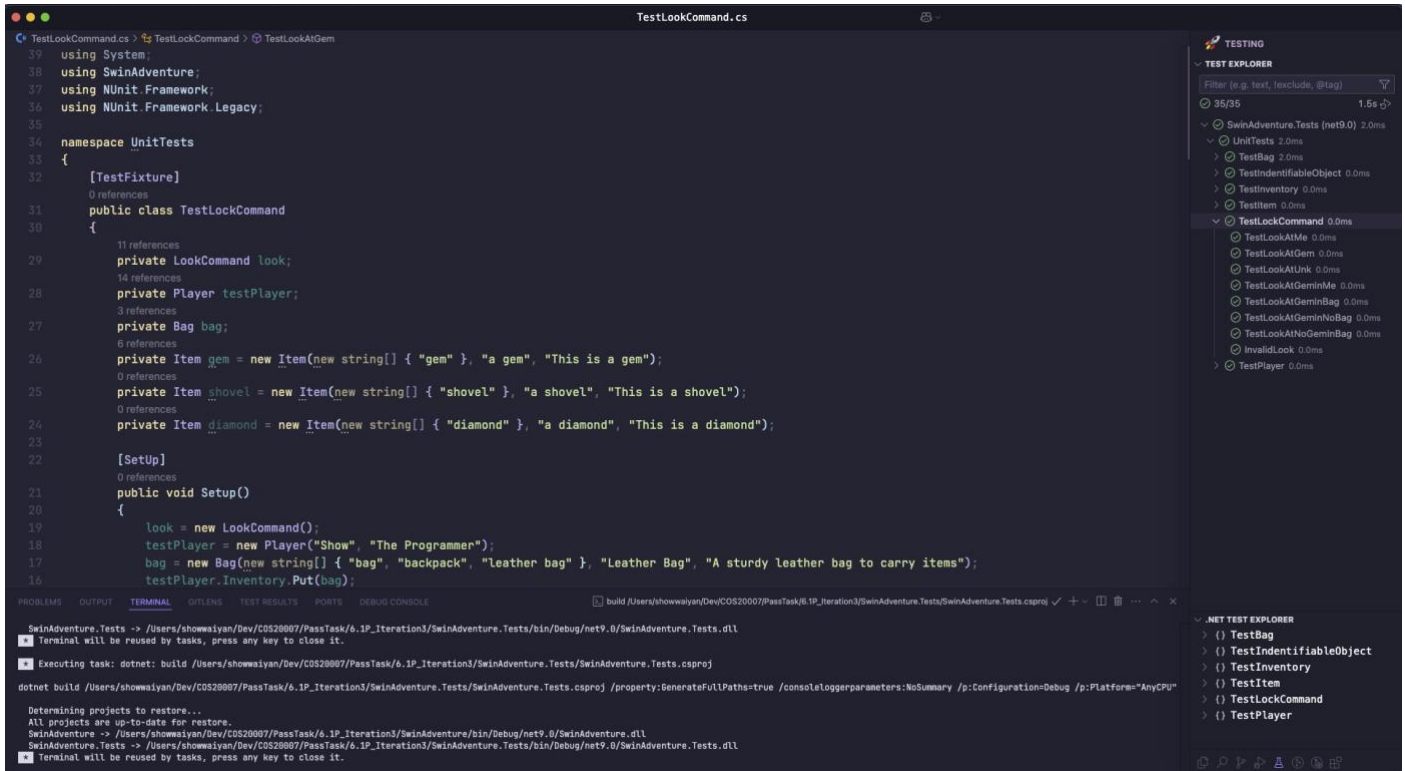 TestLookCommand.cs
TestLookCommand.cs > TestLockCommand > TestLookAtGem
39 using System;
38 using SwinAdventure;
37 using NUnit.Framework;
36 using NUnit.Framework.Legacy;
35
34 namespace UnitTests
33 {
32 [TestFixture]
0 references
31 public class TestLockCommand
30 {
11 references
29 private LookCommand look;
14 references
28 private Player testPlayer;
3 references
27 private Bag bag;
6 references
26 private Item gem = new Item(new string[] { "gem" }, "a gem", "This is a gem");
0 references
25 private Item shovel = new Item(new string[] { "shovel" }, "a shovel", "This is a shovel");
0 references
24 private Item diamond = new Item(new string[] { "diamond" }, "a diamond", "This is a diamond");
23
22 [SetUp]
0 references
21 public void Setup()
20 {
19 look = new LookCommand();
18 testPlayer = new Player("Show", "The Programmer");
17 bag = new Bag(new string[] { "bag", "backpack", "leather bag" }, "Leather Bag", "A sturdy leather bag to carry items");
16 testPlayer.Inventory.Put(bag);
PROBLEMS OUTPUT TERMINAL GITLENS TEST RESULTS PORTS DEBUG CONSOLE
build /Users/showwaiyan/Dev/COS20007/PassTask/6.1P_Iteration3/SwinAdventure.Tests/SwinAdventure.Tests.csproj
SwinAdventure.Tests -> /Users/showwaiyan/Dev/COS20007/PassTask/6.1P_Iteration3/SwinAdventure.Tests/bin/Debug/net9.0/SwinAdventure.Tests.dll
* Terminal will be reused by tasks, press any key to close it.
* Executing task: dotnet: build /Users/showwaiyan/Dev/COS20007/PassTask/6.1P_Iteration3/SwinAdventure.Tests/SwinAdventure.Tests.csproj
dotnet build /Users/showwaiyan/Dev/COS20007/PassTask/6.1P_Iteration3/SwinAdventure.Tests/SwinAdventure.Tests.csproj /property:GenerateFullPaths=true /consoleloggerparameters:NoSummary /p:Configuration=Debug /p:Platform="AnyCPU"
Determining projects to restore...
All projects are up-to-date for restore.
SwinAdventure -> /Users/showwaiyan/Dev/COS20007/PassTask/6.1P_Iteration3/SwinAdventure/bin/Debug/net9.0/SwinAdventure.dll
SwinAdventure.Tests -> /Users/showwaiyan/Dev/COS20007/PassTask/6.1P_Iteration3/SwinAdventure.Tests/bin/Debug/net9.0/SwinAdventure.Tests.dll
* Terminal will be reused by tasks, press any key to close it.
TESTING
TEST EXPLORER
Filter (e.g. text, !exclude, @tag)
35/35 1.5s
SwinAdventure.Tests (net9.0) 2.0ms
UnitTests 2.0ms
TestBag 2.0ms
TestIndentifiableObject 0.0ms
TestInventory 0.0ms
TestItem 0.0ms
TestLockCommand 0.0ms
TestLookAtMe 0.0ms
TestLookAtGem 0.0ms
TestLookAtUnk 0.0ms
TestLookAtGemInMe 0.0ms
TestLookAtGemInBag 0.0ms
TestLookAtGemInNoBag 0.0ms
TestLookAtNoGemInBag 0.0ms
InvalidLook 0.0ms
TestPlayer 0.0ms
.NET TEST EXPLORER
{} TestBag
{} TestIndentifiableObject
{} TestInventory
{} TestItem
{} TestLockCommand
{} TestPlayer